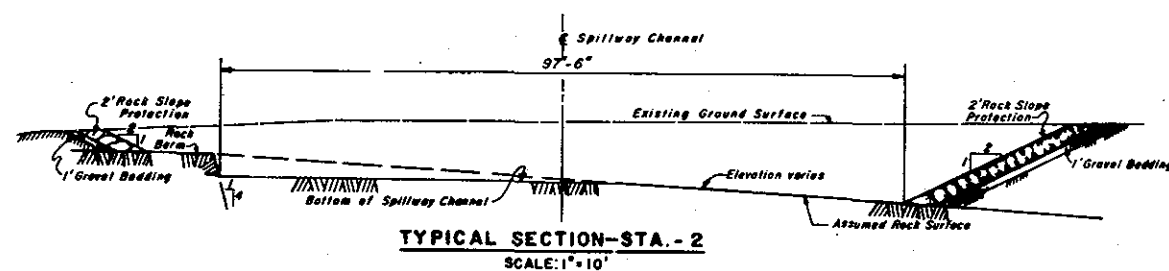 ℄ Spillway Channel
97'-6"
2' Rock Slope
Protection
2
1
Rock
Berm
1' Gravel Bedding
Existing Ground Surface
2' Rock Slope
Protection
2
1
1' Gravel Bedding
Elevation varies
1
4
Bottom of Spillway Channel
Assumed Rock Surface
TYPICAL SECTION-STA.-2
SCALE: 1"=10'